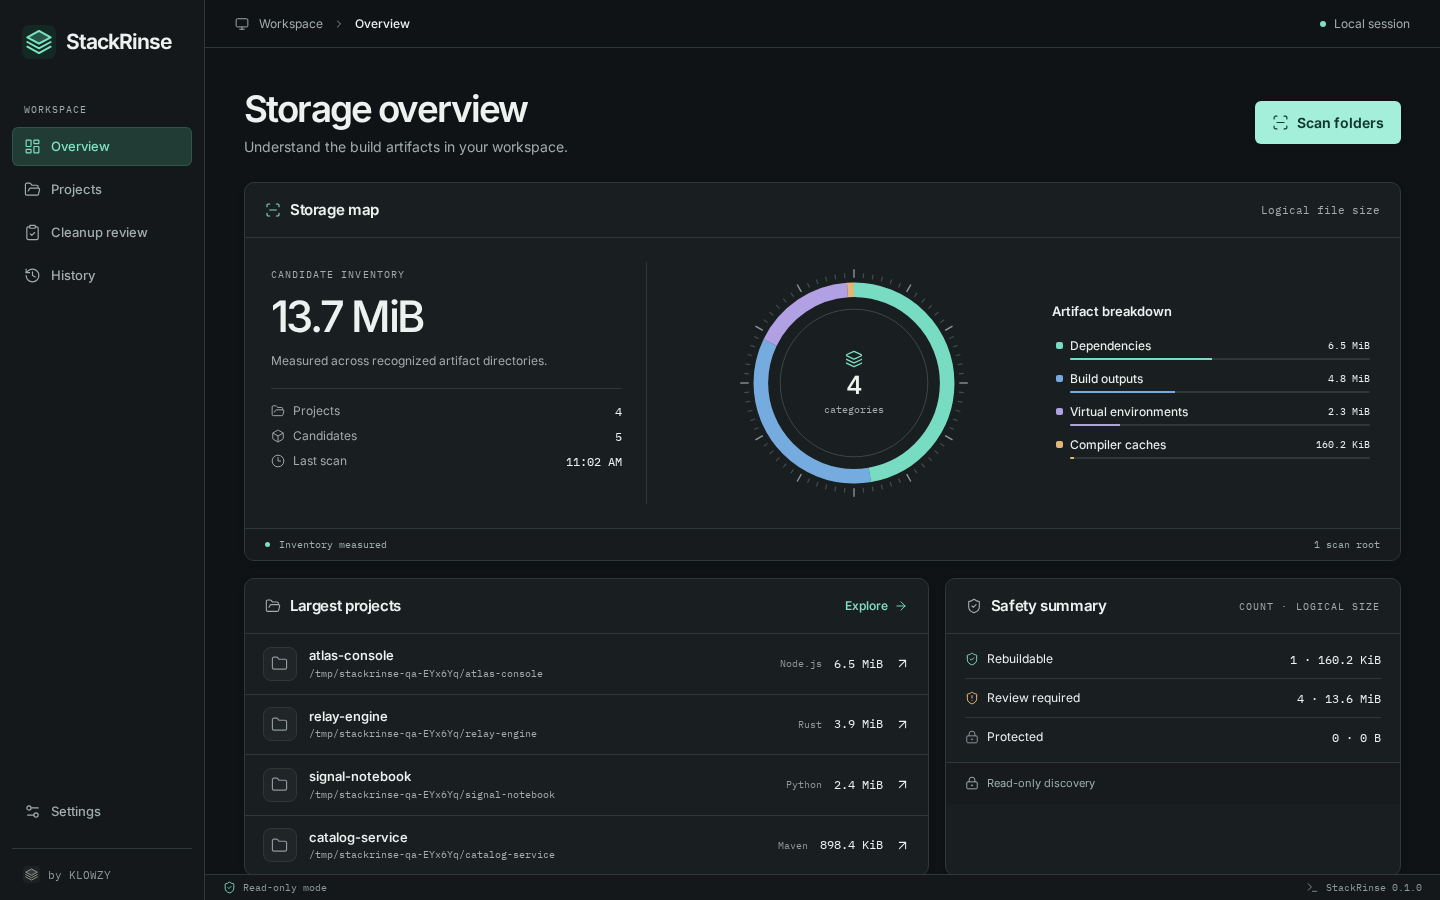 StackRinse
WORKSPACE
Overview
Projects
Cleanup review
History
Settings
by KLOWZY
Workspace > Overview
Local session
Storage overview
Understand the build artifacts in your workspace.
Scan folders
Storage map
Logical file size
CANDIDATE INVENTORY
13.7 MiB
Measured across recognized artifact directories.
Projects 4
Candidates 5
Last scan 11:02 AM
4
categories
Artifact breakdown
Dependencies 6.5 MiB
Build outputs 4.8 MiB
Virtual environments 2.3 MiB
Compiler caches 160.2 KiB
Inventory measured
1 scan root
Largest projects
Explore
atlas-console
/tmp/stackrinse-qa-EYx6Yq/atlas-console
Node.js 6.5 MiB
relay-engine
/tmp/stackrinse-qa-EYx6Yq/relay-engine
Rust 3.9 MiB
signal-notebook
/tmp/stackrinse-qa-EYx6Yq/signal-notebook
Python 2.4 MiB
catalog-service
/tmp/stackrinse-qa-EYx6Yq/catalog-service
Maven 898.4 KiB
Safety summary
COUNT · LOGICAL SIZE
Rebuildable 1 · 160.2 KiB
Review required 4 · 13.6 MiB
Protected 0 · 0 B
Read-only discovery
Read-only mode
StackRinse 0.1.0